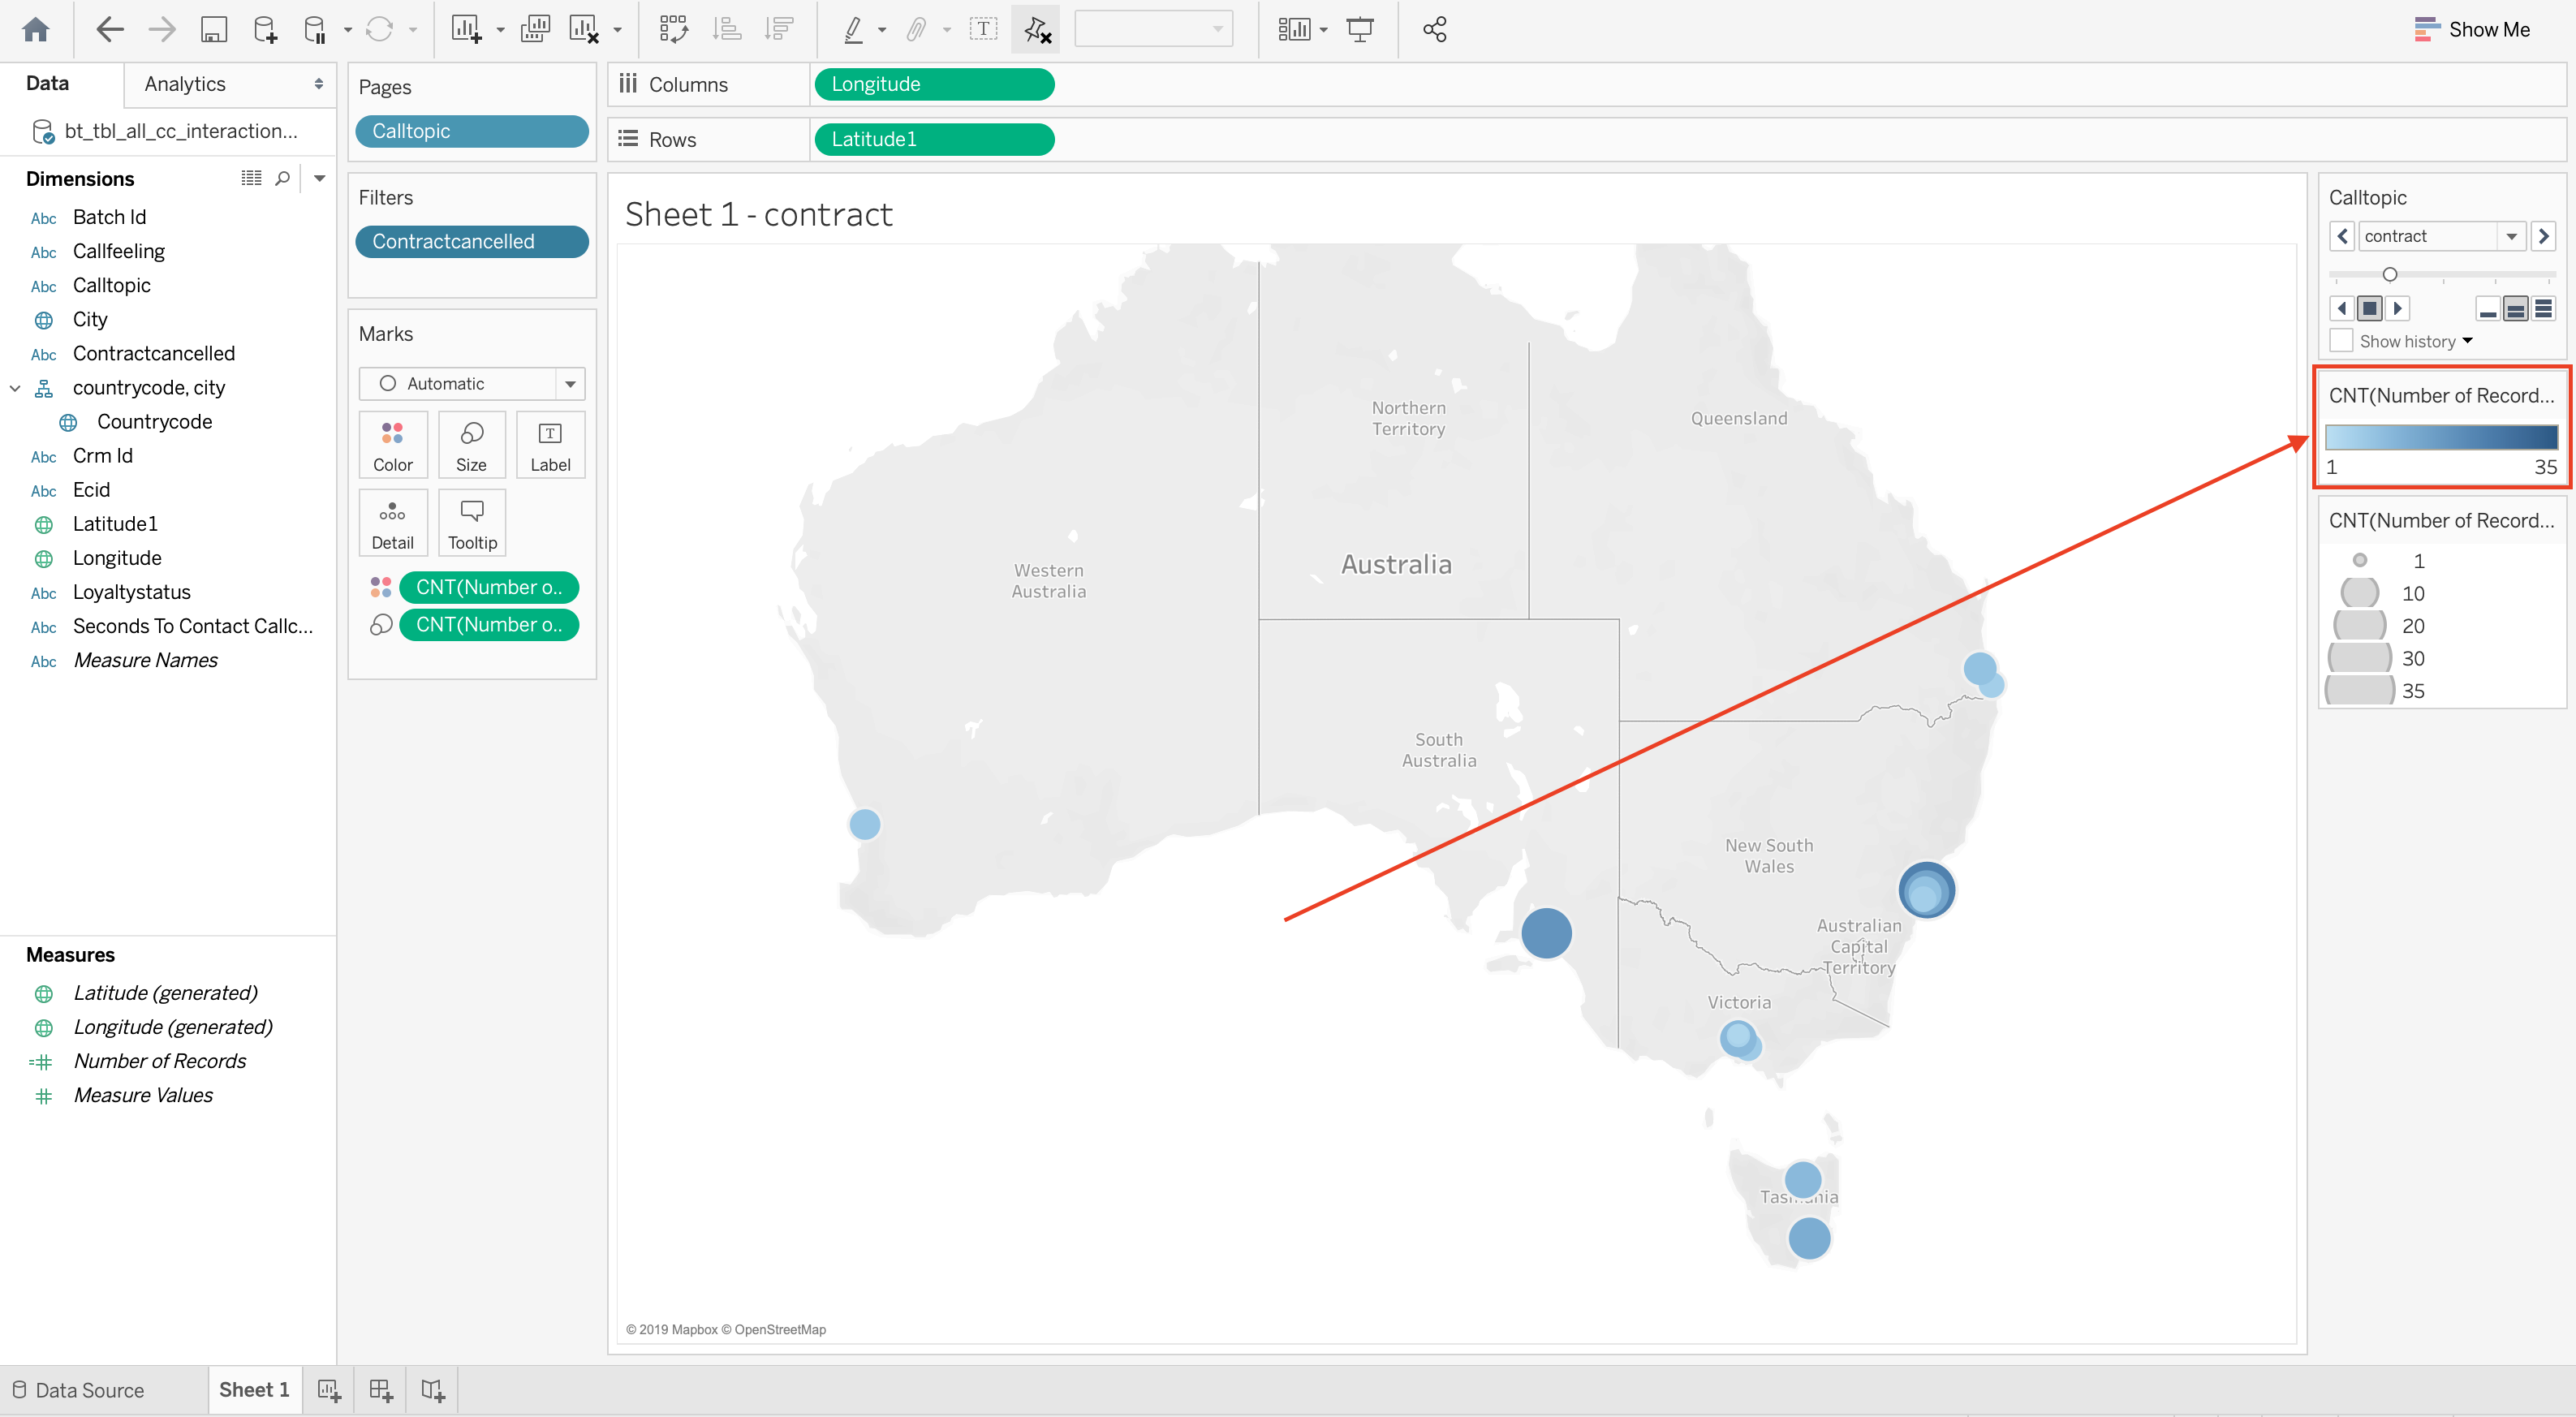 Show Me
Data
Analytics
bt_tbl_all_cc_interaction...
Dimensions
Abc Batch Id
Abc Callfeeling
Abc Calltopic
City
Abc Contractcancelled
countrycode, city
Countrycode
Abc Crm Id
Abc Ecid
Latitude1
Longitude
Abc Loyaltystatus
Abc Seconds To Contact Callc...
Abc Measure Names
Measures
Latitude (generated)
Longitude (generated)
Number of Records
Measure Values
Pages
Calltopic
Filters
Contractcancelled
Marks
Automatic
Color
Size
T
Label
Detail
Tooltip
CNT(Number o..
CNT(Number o..
T
Columns
Longitude
Rows
Latitude1
Sheet 1 - contract
Northern
Territory
Queensland
Australia
Western
Australia
South
Australia
New South
Wales
Australian
Capital
Territory
Victoria
Tasmania
© 2019 Mapbox © OpenStreetMap
Calltopic
contract
Show history
CNT(Number of Record...
1 35
CNT(Number of Record...
1
10
20
30
35
Data Source
Sheet 1